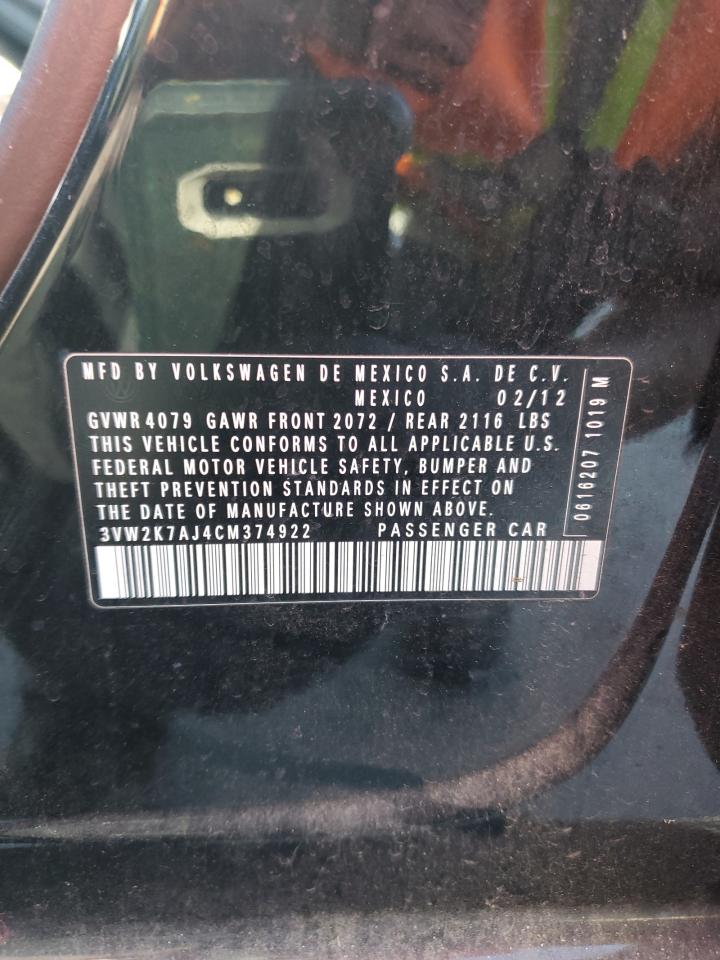 MFD BY VOLKSWAGEN DE MEXICO S.A. DE C.V.
MEXICO 02/12
GVWR 4079 GAWR FRONT 2072 / REAR 2116 LBS
THIS VEHICLE CONFORMS TO ALL APPLICABLE U.S.
FEDERAL MOTOR VEHICLE SAFETY, BUMPER AND
THEFT PREVENTION STANDARDS IN EFFECT ON
THE DATE OF MANUFACTURE SHOWN ABOVE.
3VW2K7AJ4CM374922 PASSENGER CAR
0616207 1019 M